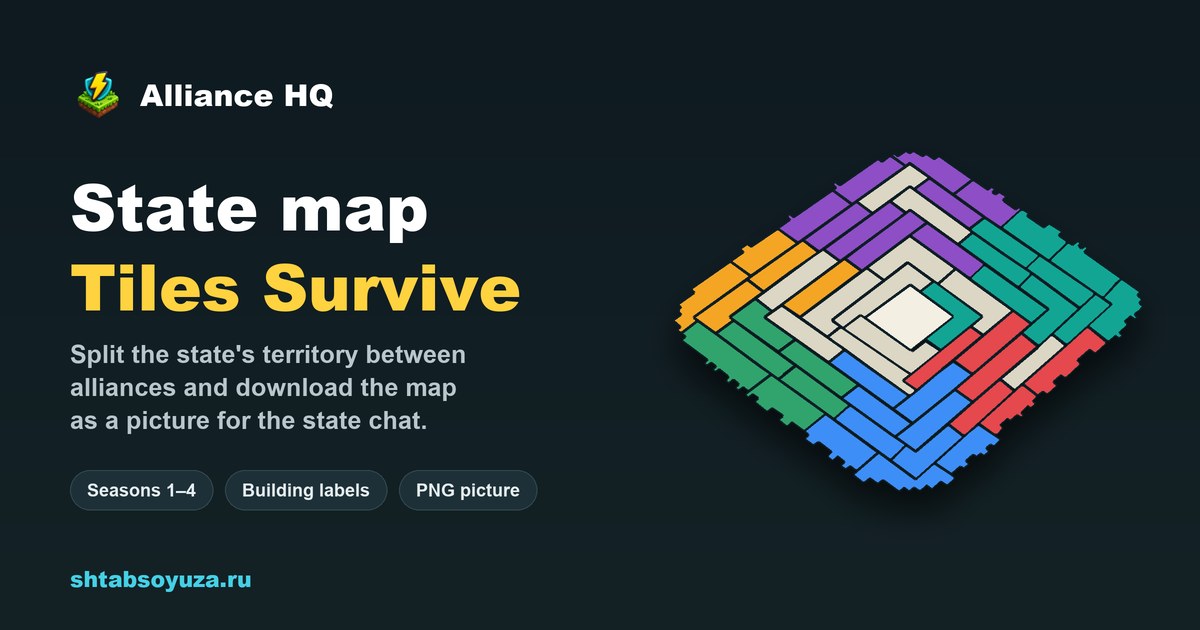 Alliance HQ
State map
Tiles Survive
Split the state's territory between
alliances and download the map
as a picture for the state chat.
Seasons 1–4
Building labels
PNG picture
shtabsoyuza.ru